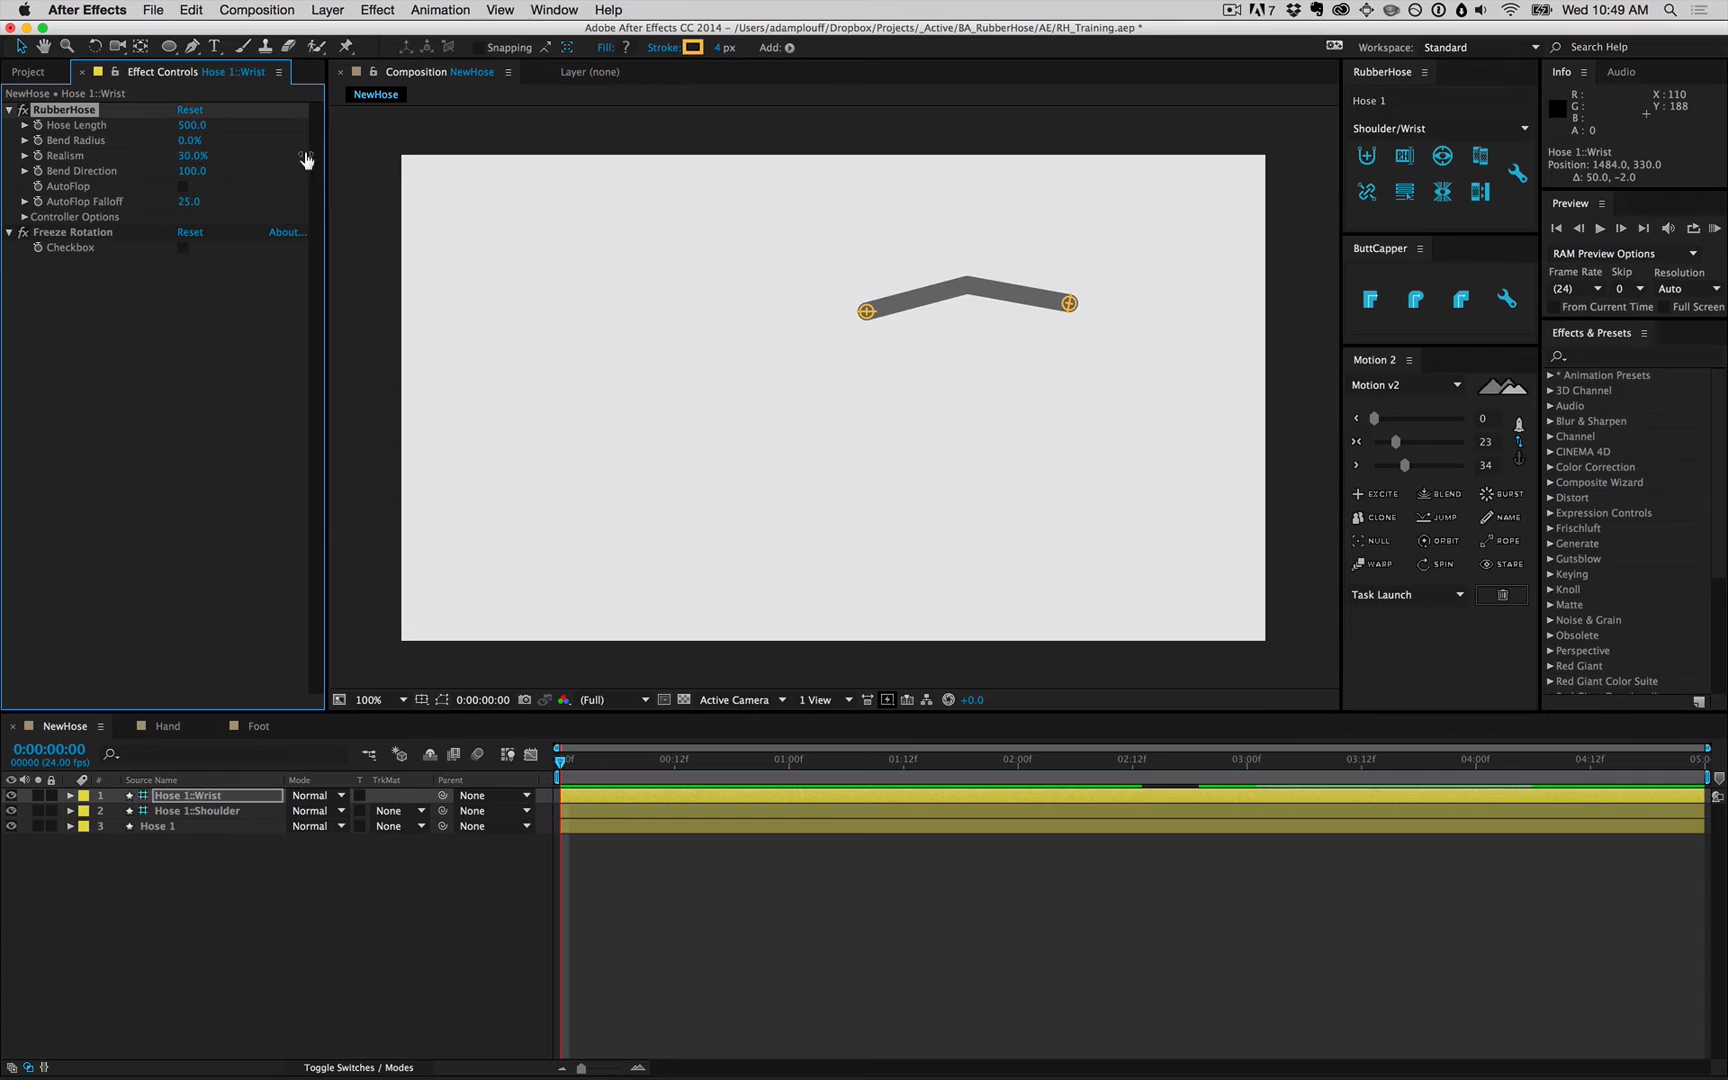 After Effects File Edit Composition Layer Effect Animation View Window Help
7 Wed 10:49 AM
Adobe After Effects CC 2014 - /Users/adamplouff/Dropbox/Projects/_Active/BA_RubberHose/AE/RH_Training.aep *
Snapping Fill: ? Stroke: 4 px Add: Workspace: Standard Search Help
Project Effect Controls Hose 1::Wrist
NewHose • Hose 1::Wrist
fx RubberHose Reset
Hose Length 500.0
Bend Radius 0.0%
Realism 30.0%
Bend Direction 100.0
AutoFlop
AutoFlop Falloff 25.0
Controller Options
fx Freeze Rotation Reset About...
Checkbox
Composition NewHose Layer (none)
NewHose
100% 0:00:00:00 (Full) Active Camera 1 View +0.0
RubberHose
Hose 1
Shoulder/Wrist
ButtCapper
Motion 2
Motion v2
0
23
34
EXCITE BLEND BURST
CLONE JUMP NAME
NULL ORBIT ROPE
WARP SPIN STARE
Task Launch
Info Audio
R: X: 110
G: Y: 188
B:
A: 0
Hose 1::Wrist
Position: 1484.0, 330.0
Δ: 50.0, -2.0
Preview
RAM Preview Options
Frame Rate Skip Resolution
(24) 0 Auto
From Current Time Full Screen
Effects & Presets
* Animation Presets
3D Channel
Audio
Blur & Sharpen
Channel
CINEMA 4D
Color Correction
Composite Wizard
Distort
Expression Controls
Frischluft
Generate
Gutsblow
Keying
Knoll
Matte
Noise & Grain
Obsolete
Perspective
Red Giant
Red Giant Color Suite
NewHose Hand Foot
0:00:00:00
00000 (24.00 fps)
00f 00:12f 01:00f 01:12f 02:00f 02:12f 03:00f 03:12f 04:00f 04:12f 05:0
# Source Name Mode T TrkMat Parent
1 Hose 1::Wrist Normal None
2 Hose 1::Shoulder Normal None None
3 Hose 1 Normal None None
Toggle Switches / Modes